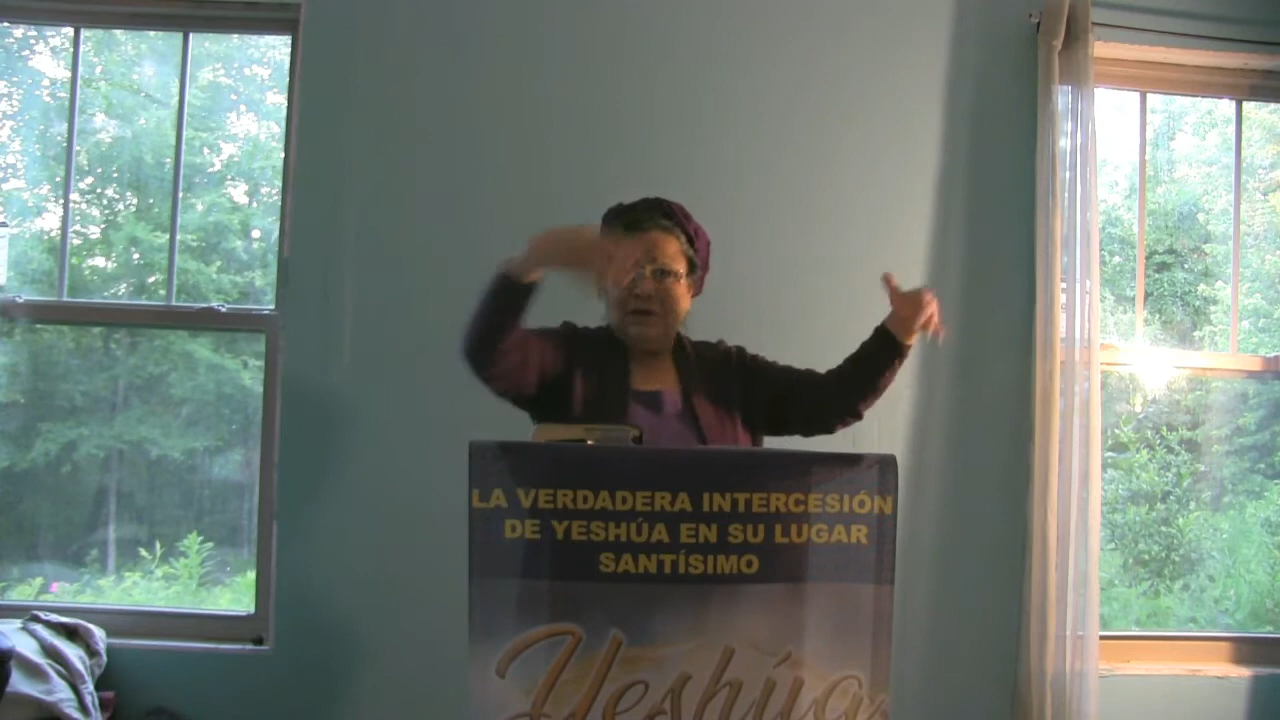 LA VERDADERA INTERCESIÓN
DE YESHÚA EN SU LUGAR
SANTÍSIMO
Yeshúa